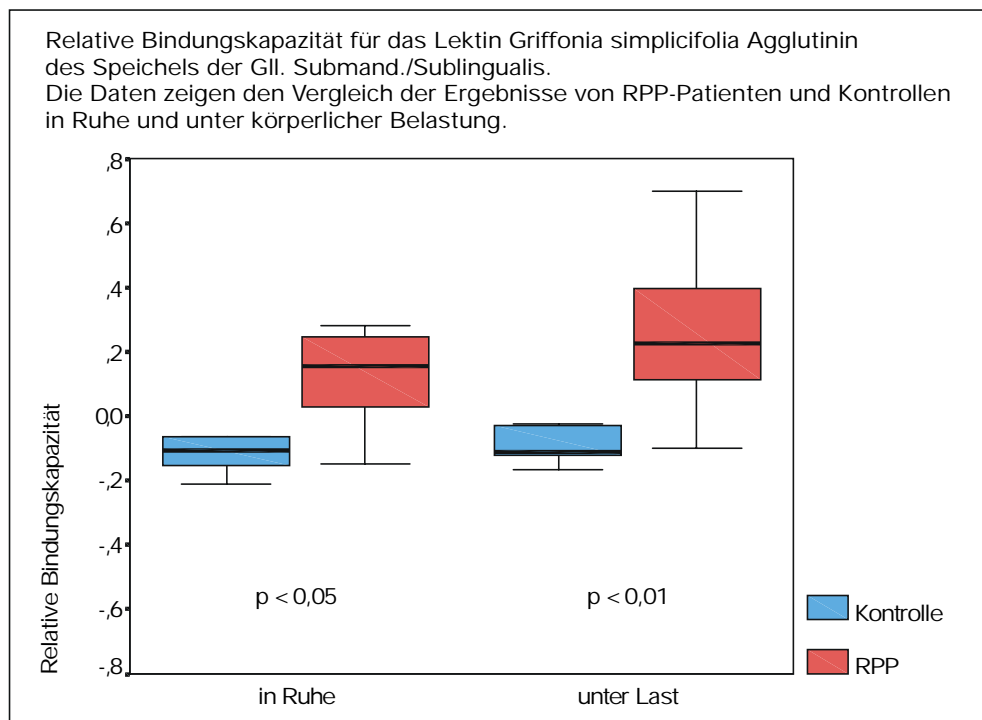 Relative Bindungskapazität für das Lektin Griffonia simplicifolia Agglutinin
des Speichels der Gll. Submand./Sublingualis.
Die Daten zeigen den Vergleich der Ergebnisse von RPP-Patienten und Kontrollen
in Ruhe und unter körperlicher Belastung.
Relative Bindungskapazität
,8
,6
,4
,2
0,0
-,2
-,4
-,6
-,8
p < 0,05
p < 0,01
in Ruhe
unter Last
Kontrolle
RPP